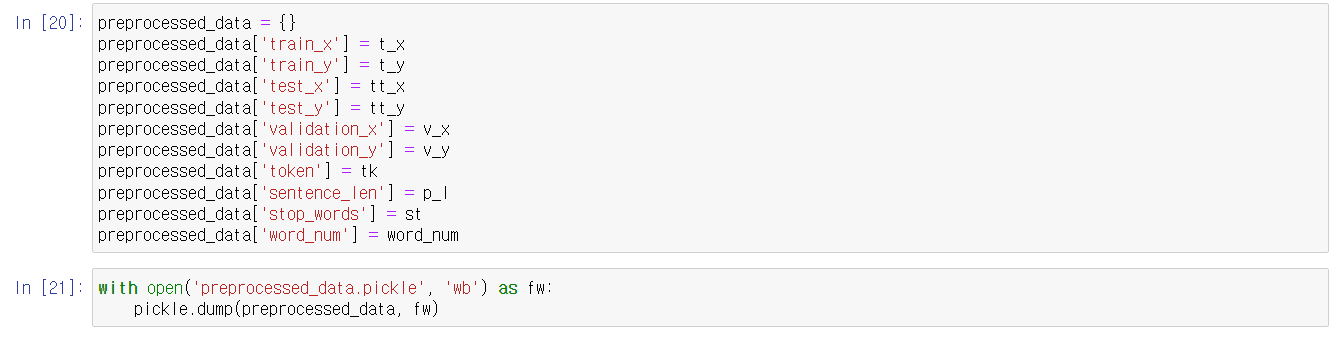 In [20]:
preprocessed_data = {}
preprocessed_data['train_x'] = t_x
preprocessed_data['train_y'] = t_y
preprocessed_data['test_x'] = tt_x
preprocessed_data['test_y'] = tt_y
preprocessed_data['validation_x'] = v_x
preprocessed_data['validation_y'] = v_y
preprocessed_data['token'] = tk
preprocessed_data['sentence_len'] = p_l
preprocessed_data['stop_words'] = st
preprocessed_data['word_num'] = word_num
In [21]:
with open('preprocessed_data.pickle', 'wb') as fw:
    pickle.dump(preprocessed_data, fw)